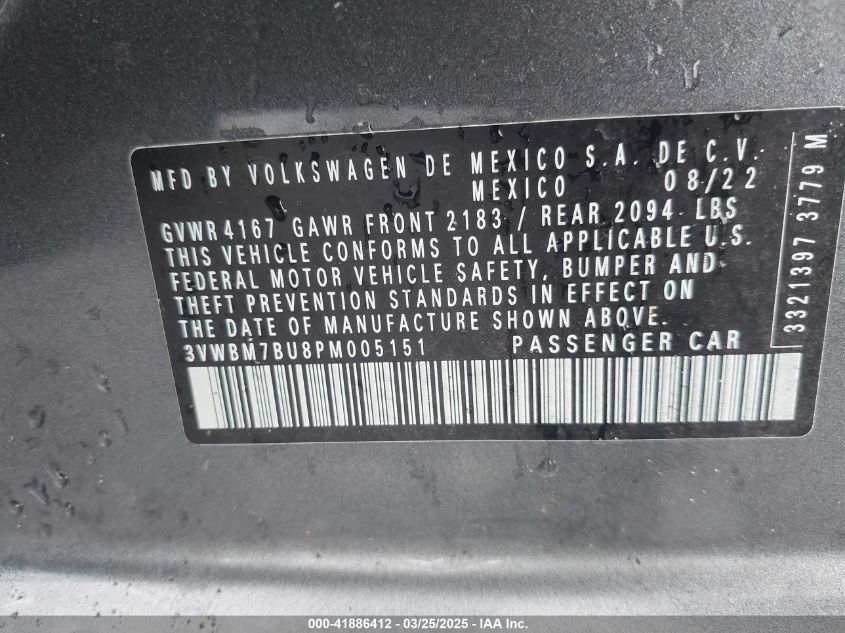 MFD BY VOLKSWAGEN DE MEXICO S.A. DE C.V.
MEXICO 08/22
GVWR 4167 GAWR FRONT 2183 / REAR 2094 LBS
THIS VEHICLE CONFORMS TO ALL APPLICABLE U.S.
FEDERAL MOTOR VEHICLE SAFETY, BUMPER AND
THEFT PREVENTION STANDARDS IN EFFECT ON
THE DATE OF MANUFACTURE SHOWN ABOVE.
3VWBM7BU8PM005151 PASSENGER CAR
3321397 3779 M
000-41886412 - 03/25/2025 - IAA Inc.